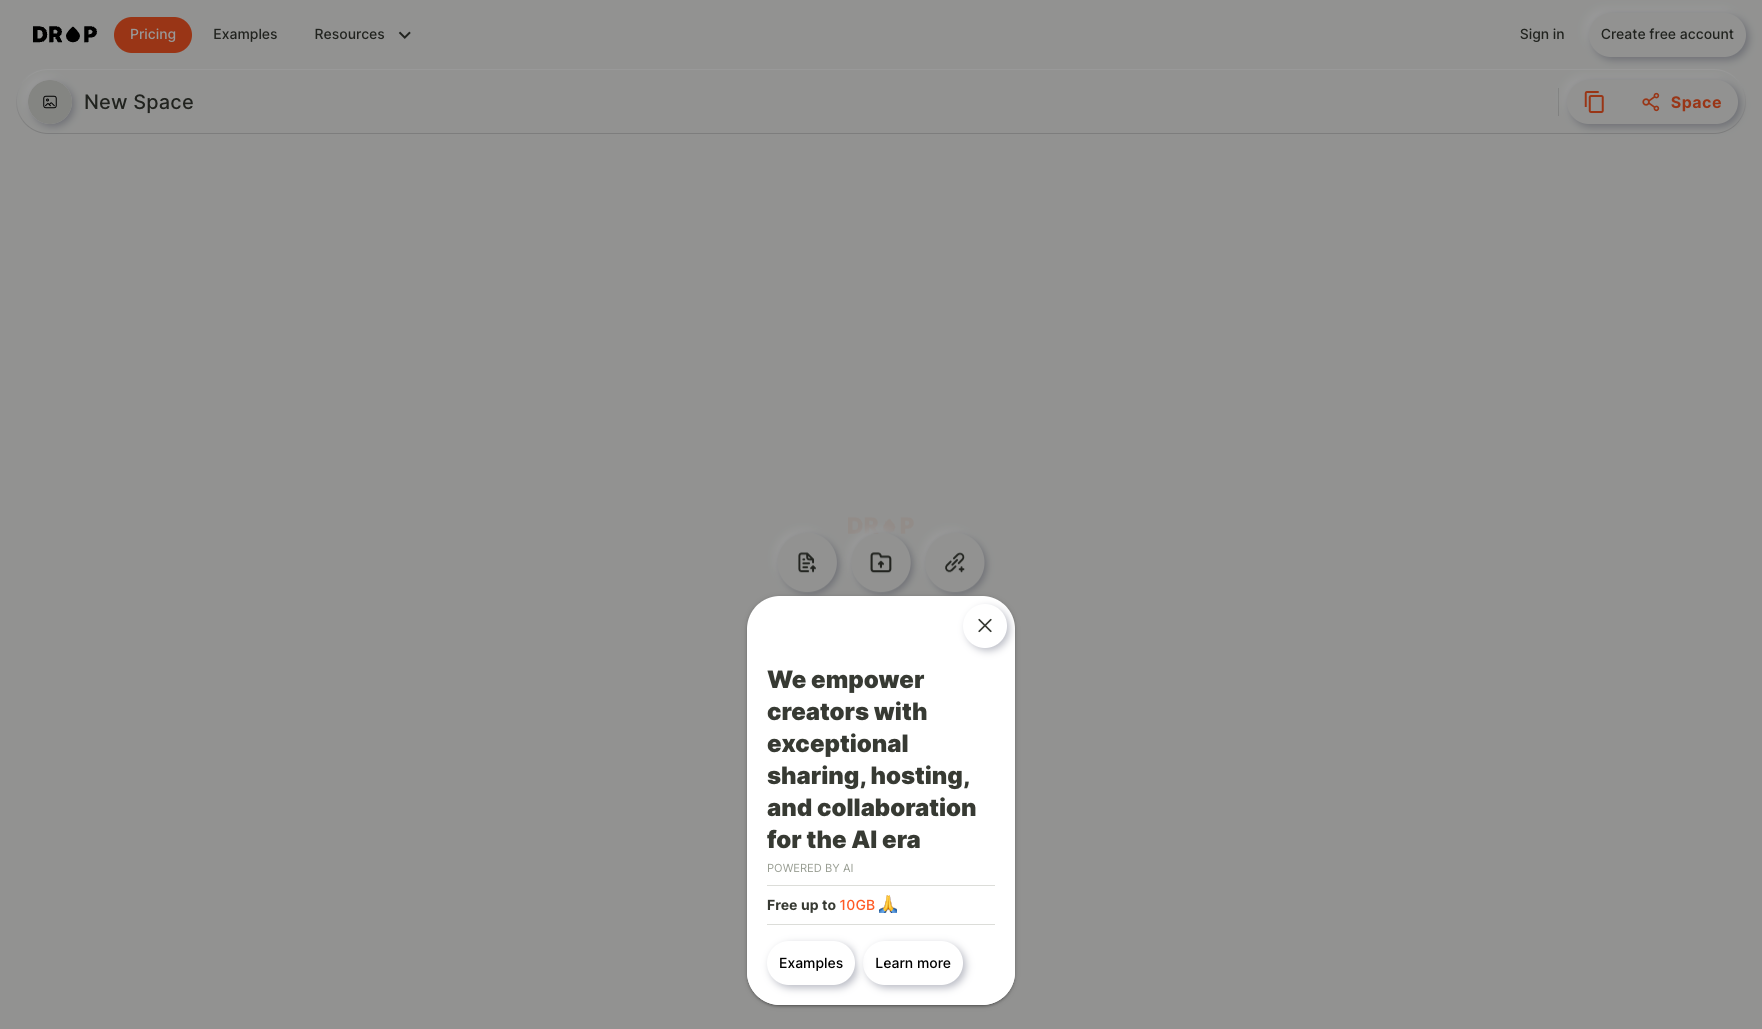 DROP
Pricing
Examples
Resources
Sign in
Create free account
New Space
Space
DROP
We empower
creators with
exceptional
sharing, hosting,
and collaboration
for the AI era
POWERED BY AI
Free up to 10GB 🙏
Examples
Learn more